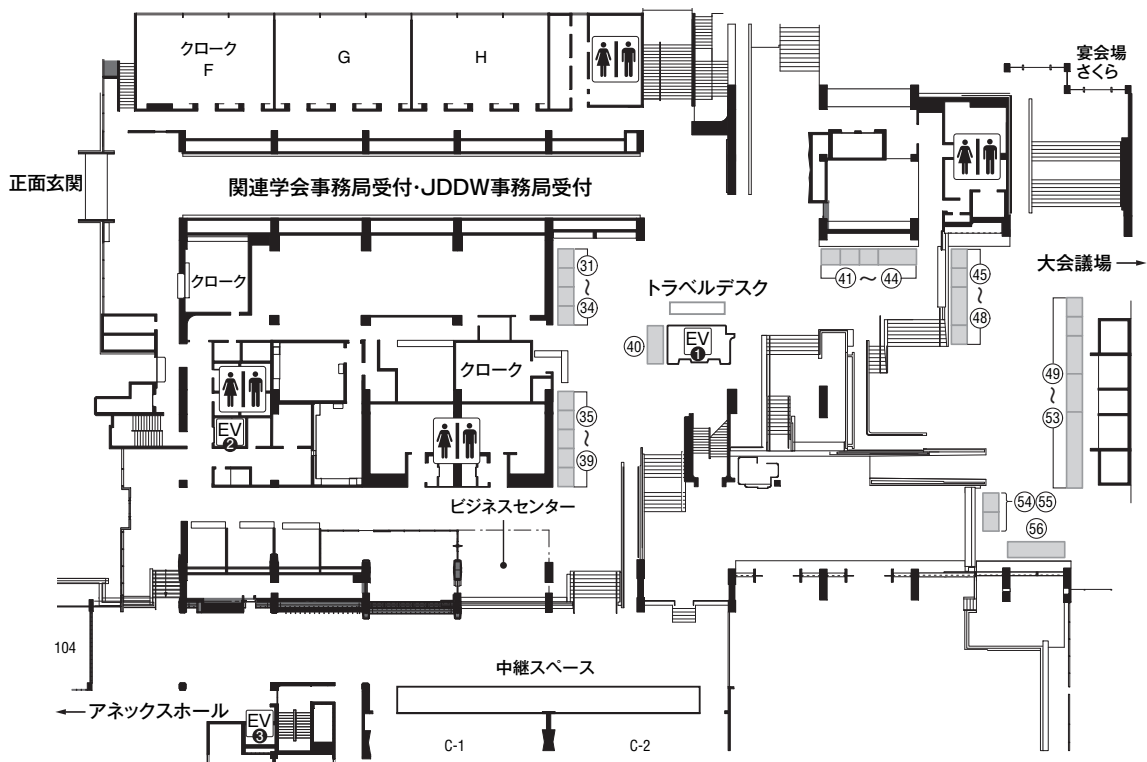 クローク
F
G
H
宴会場
さくら
正面玄関
関連学会事務局受付・JDDW事務局受付
クローク
㉛
～
㉞
トラベルデスク
㊵
EV
❶
㊶～㊹
㊺
～
㊽
大会議場→
㊾
～
53
クローク
EV
❷
㉟
～
㊴
ビジネスセンター
54 55
56
104
中継スペース
←アネックスホール
EV
❸
C-1
C-2